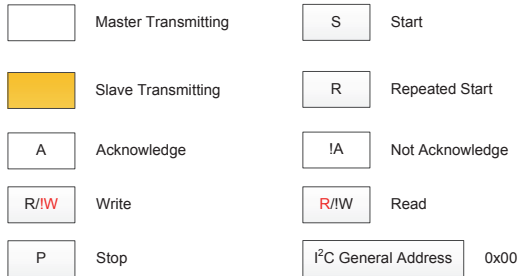 Master Transmitting S Start
Slave Transmitting R Repeated Start
A Acknowledge !A Not Acknowledge
R/!W Write R/!W Read
P Stop I²C General Address 0x00